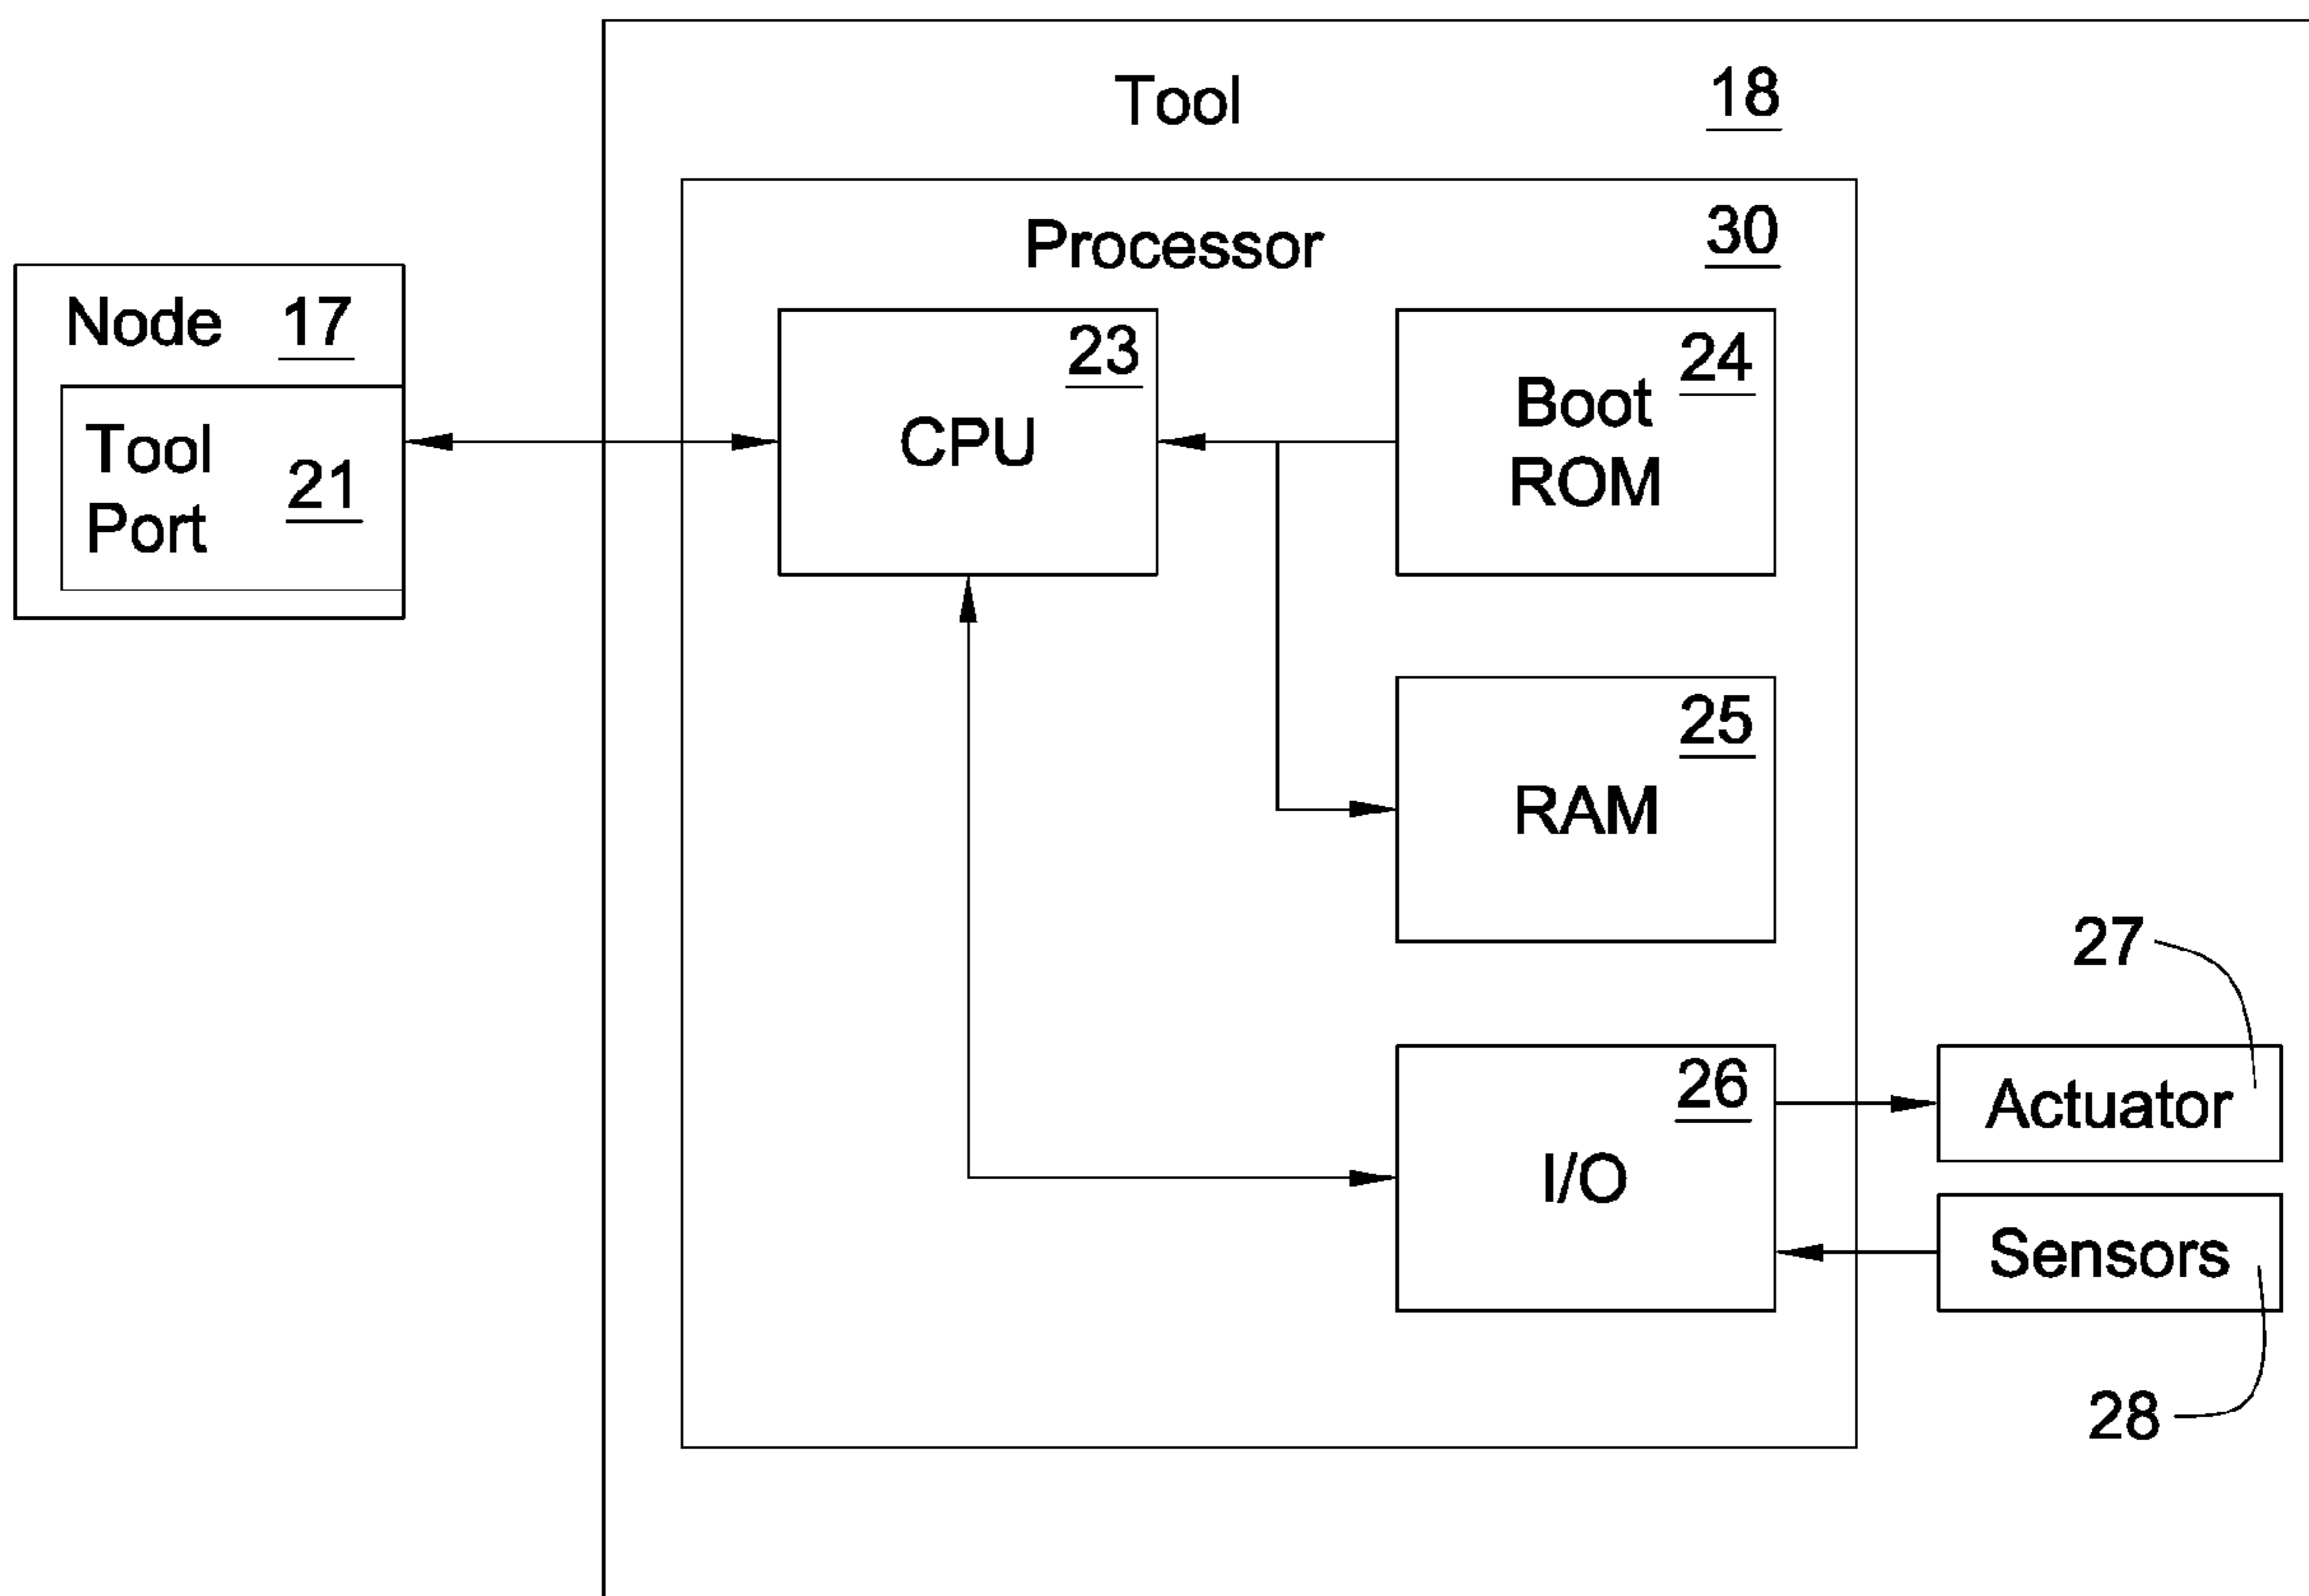 Tool 18
Processor 30
Node 17
Tool
Port
21
23
CPU
24
Boot
ROM
25
RAM
26
I/O
27
Actuator
Sensors
28